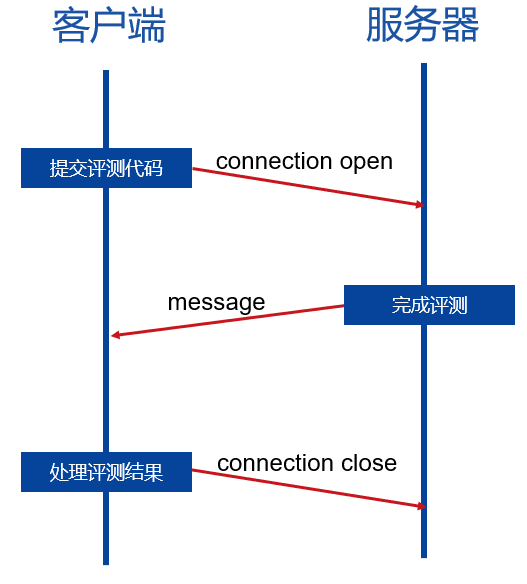 客户端
服务器
提交评测代码
connection open
message
完成评测
处理评测结果
connection close